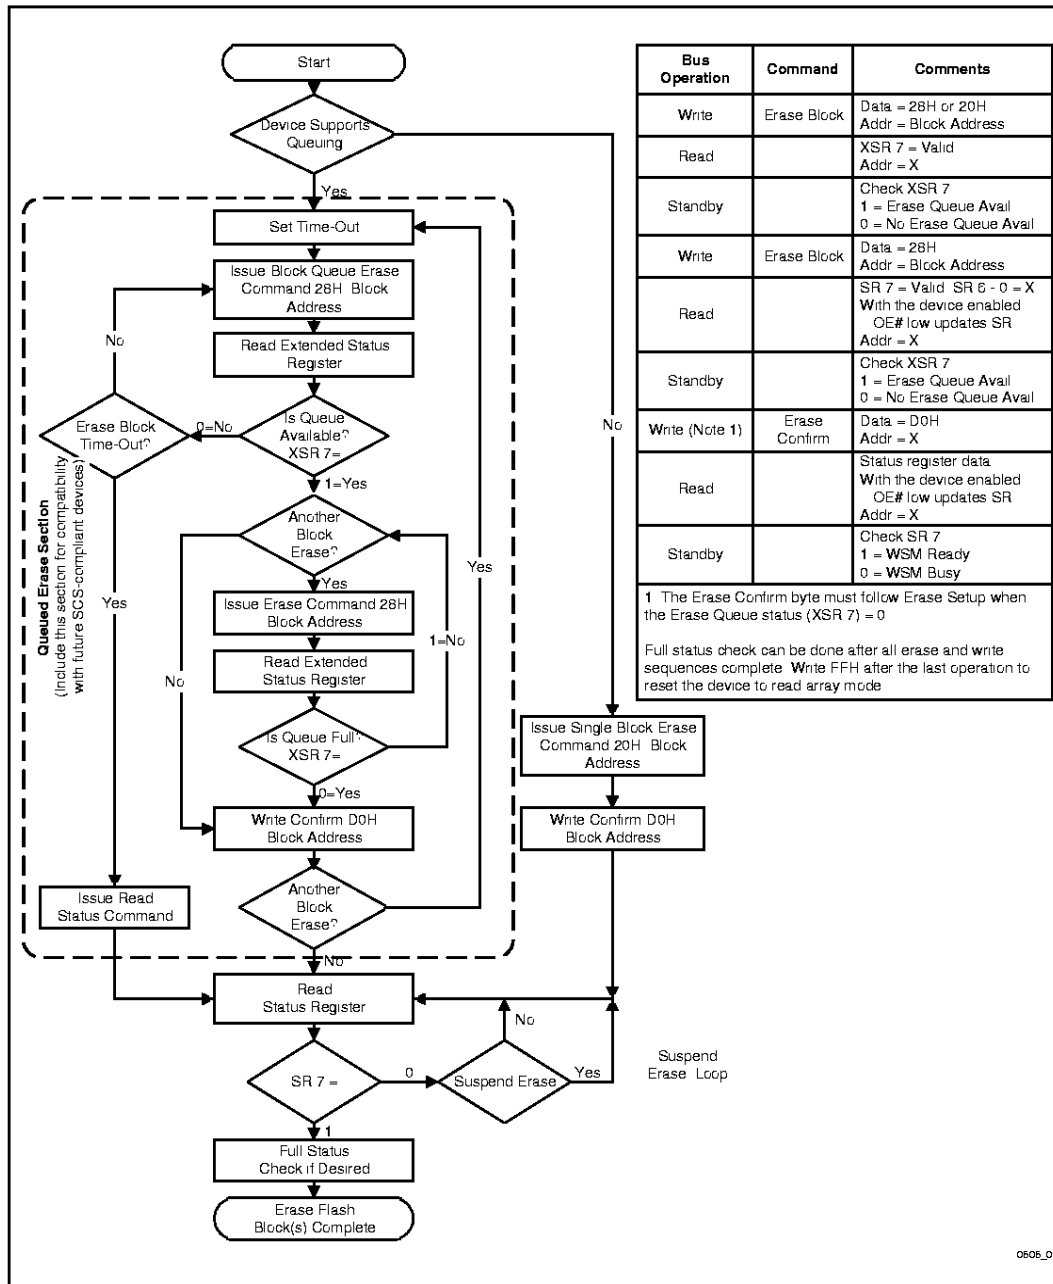 Start
Device Supports
Queuing
Yes
Set Time-Out
Issue Block Queue Erase
Command 28H Block
Address
No
Read Extended Status
Register
Erase Block
Time-Out?
0=No
Is Queue
Available?
XSR 7=
No
1=Yes
Another
Block
Erase?
Yes
Yes
Yes
Issue Erase Command 28H
Block Address
1=No
Read Extended
Status Register
No
Is Queue Full?
XSR 7=
0=Yes
Write Confirm D0H
Block Address
Another
Block
Erase?
Issue Read
Status Command
No
Queued Erase Section
(Include this section for compatability
with future SCS-compliant devices)
Issue Single Block Erase
Command 20H Block
Address
Write Confirm D0H
Block Address
Read
Status Register
No
SR 7 =
0
Suspend Erase
Yes
Suspend
Erase Loop
1
Full Status
Check if Desired
Erase Flash
Block(s) Complete
Bus
Operation
Command
Comments
Write
Erase Block
Data = 28H or 20H
Addr = Block Address
Read
XSR 7 = Valid
Addr = X
Standby
Check XSR 7
1 = Erase Queue Avail
0 = No Erase Queue Avail
Write
Erase Block
Data = 28H
Addr = Block Address
Read
SR 7 = Valid SR 6 - 0 = X
With the device enabled
OE# low updates SR
Addr = X
Standby
Check XSR 7
1 = Erase Queue Avail
0 = No Erase Queue Avail
Write (Note 1)
Erase
Confirm
Data = D0H
Addr = X
Read
Status register data
With the device enabled
OE# low updates SR
Addr = X
Standby
Check SR 7
1 = WSM Ready
0 = WSM Busy
1 The Erase Confirm byte must follow Erase Setup when
the Erase Queue status (XSR 7) = 0
Full status check can be done after all erase and write
sequences complete Write FFH after the last operation to
reset the device to read array mode